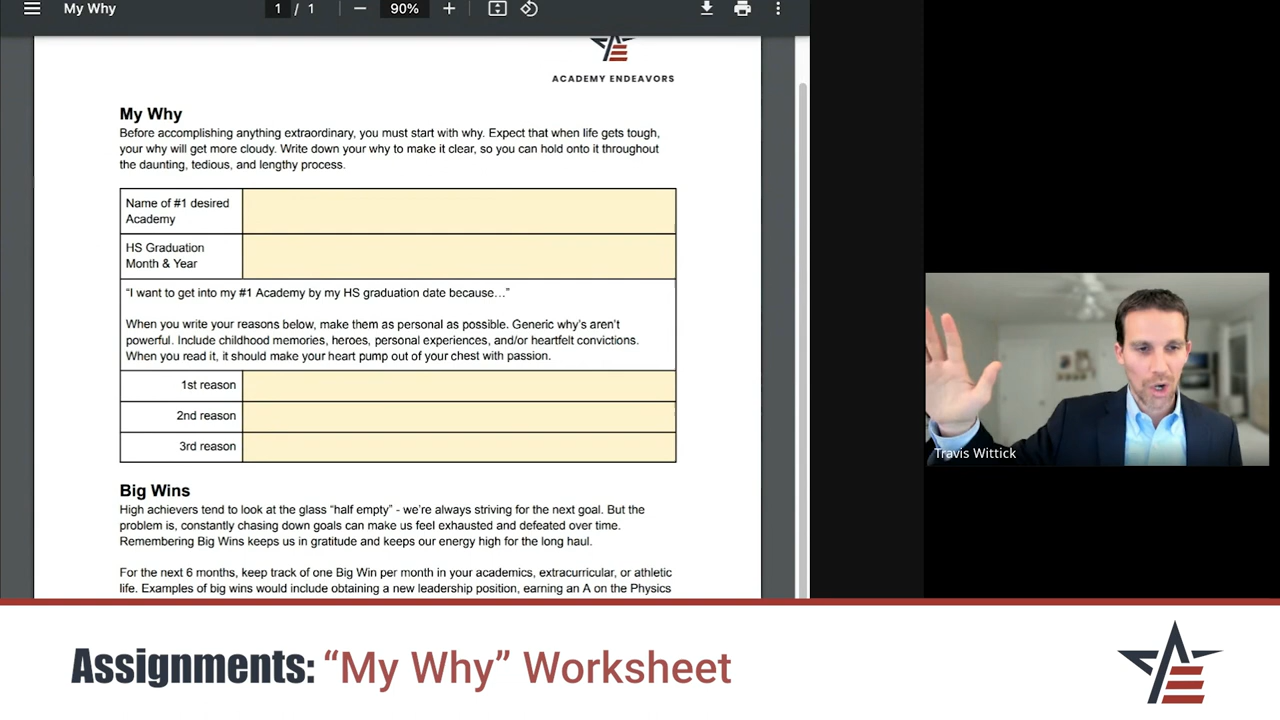 My Why
1 / 1
90%
ACADEMY ENDEAVORS
My Why
Before accomplishing anything extraordinary, you must start with why. Expect that when life gets tough,
your why will get more cloudy. Write down your why to make it clear, so you can hold onto it throughout
the daunting, tedious, and lengthy process.
Name of #1 desired
Academy
HS Graduation
Month & Year
“I want to get into my #1 Academy by my HS graduation date because…”
When you write your reasons below, make them as personal as possible. Generic why’s aren’t
powerful. Include childhood memories, heroes, personal experiences, and/or heartfelt convictions.
When you read it, it should make your heart pump out of your chest with passion.
1st reason
2nd reason
3rd reason
Big Wins
High achievers tend to look at the glass “half empty” - we’re always striving for the next goal. But the
problem is, constantly chasing down goals can make us feel exhausted and defeated over time.
Remembering Big Wins keeps us in gratitude and keeps our energy high for the long haul.
For the next 6 months, keep track of one Big Win per month in your academics, extracurricular, or athletic
life. Examples of big wins would include obtaining a new leadership position, earning an A on the Physics
Travis Wittick
Assignments: “My Why” Worksheet